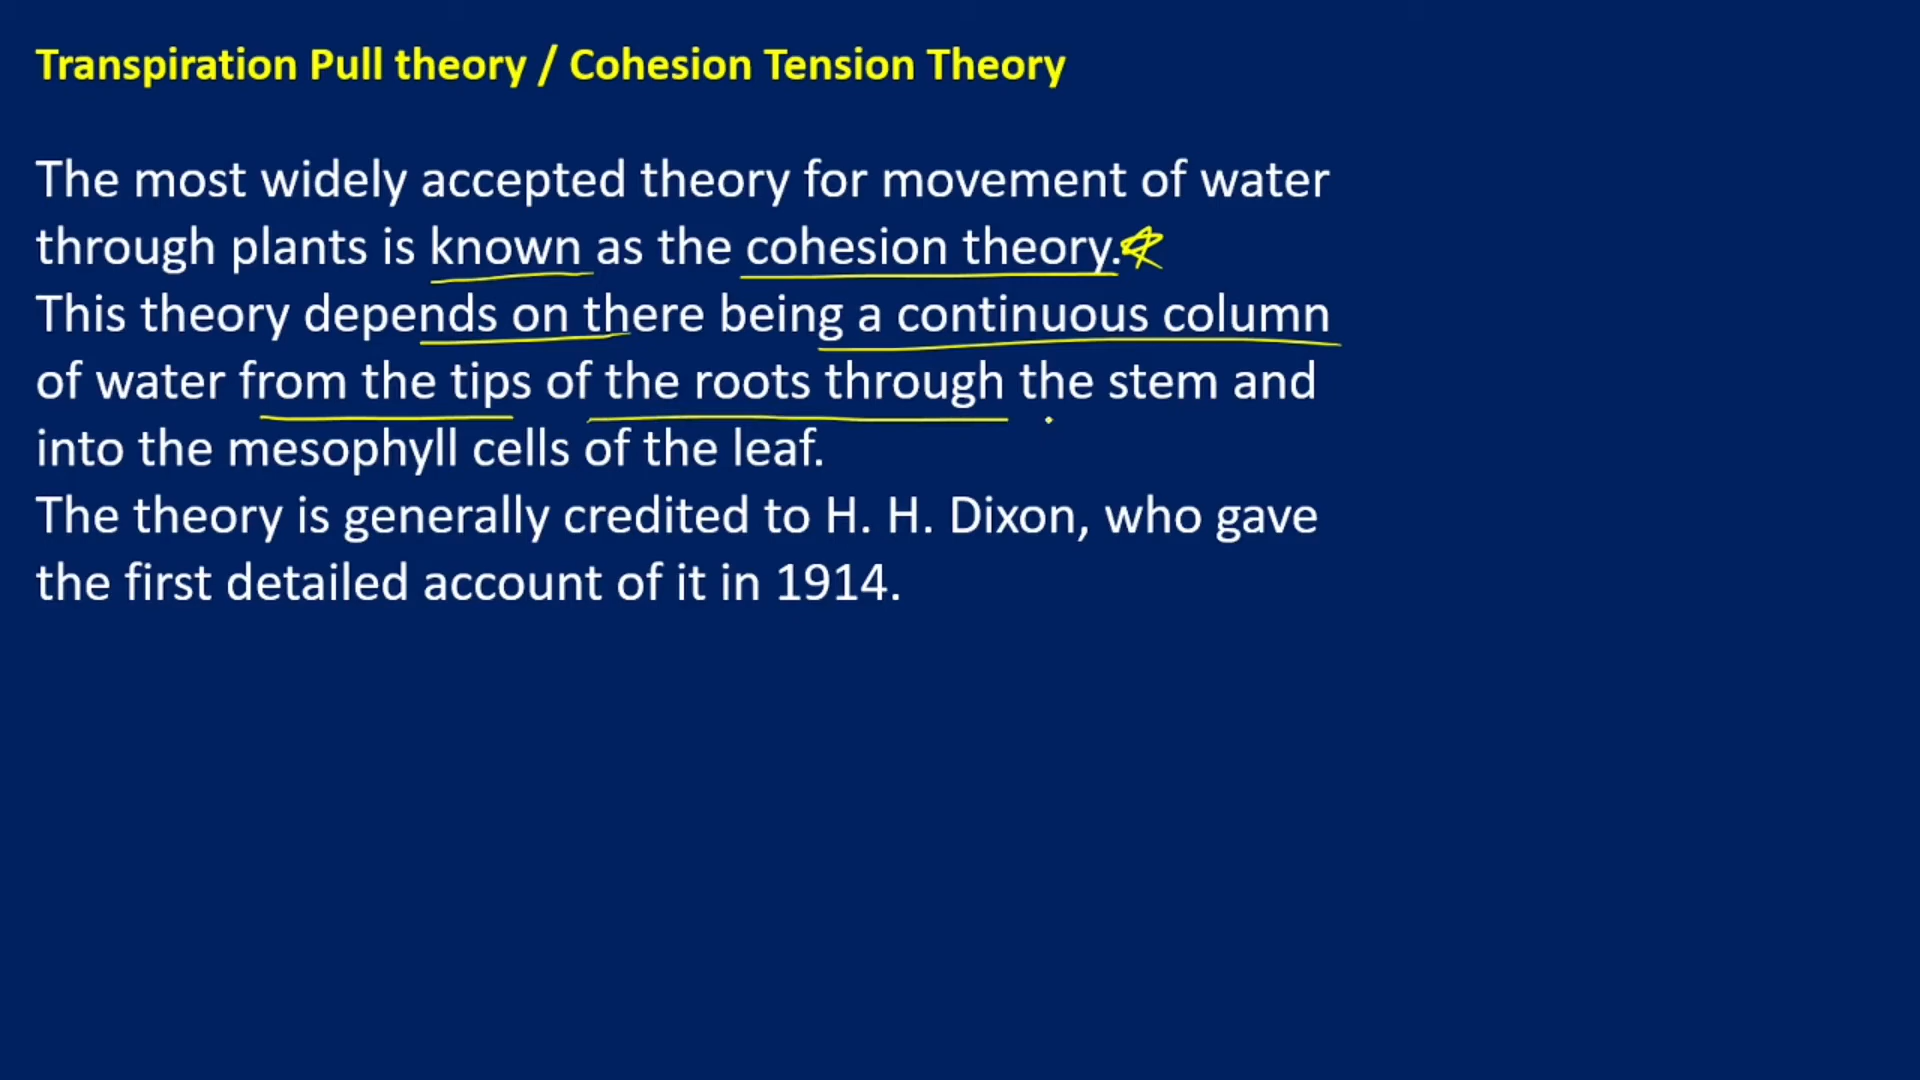 Transpiration Pull theory / Cohesion Tension Theory
The most widely accepted theory for movement of water
through plants is known as the cohesion theory.
This theory depends on there being a continuous column
of water from the tips of the roots through the stem and
into the mesophyll cells of the leaf.
The theory is generally credited to H. H. Dixon, who gave
the first detailed account of it in 1914.